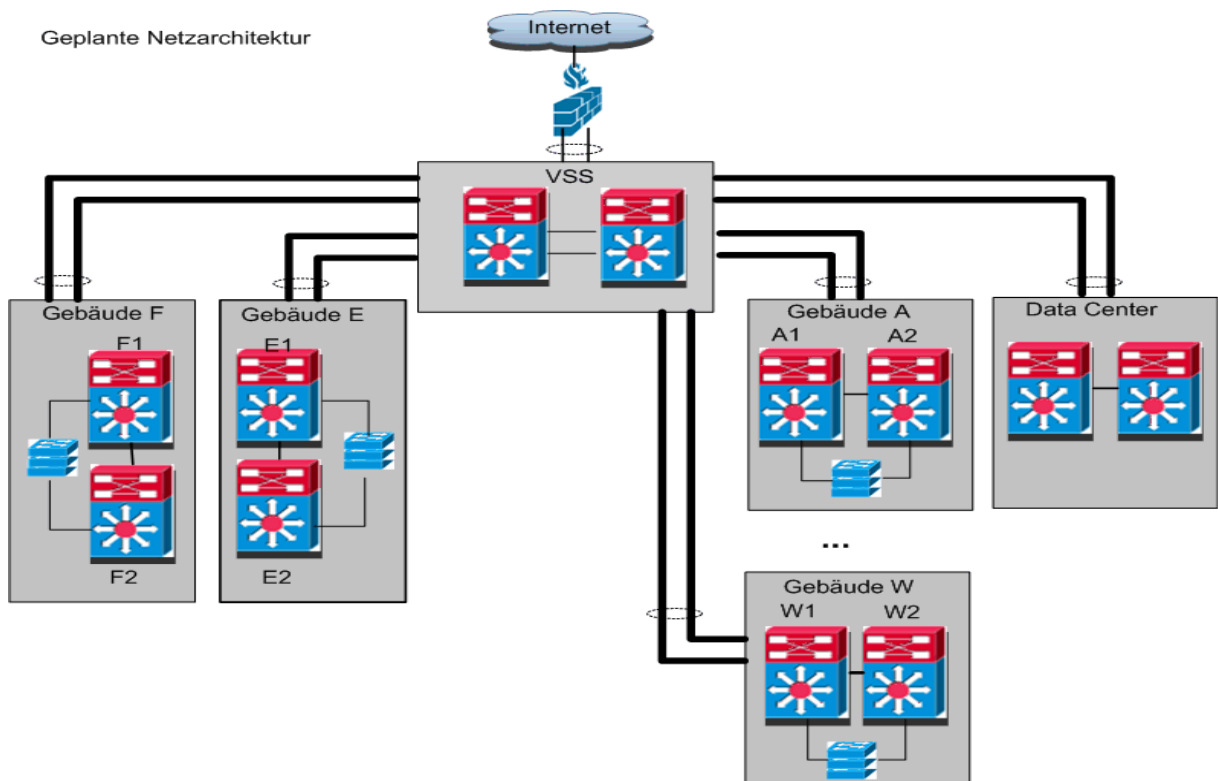 Geplante Netzarchitektur
Internet
VSS
Gebäude F
F1
F2
Gebäude E
E1
E2
Gebäude A
A1 A2
Data Center
...
Gebäude W
W1 W2